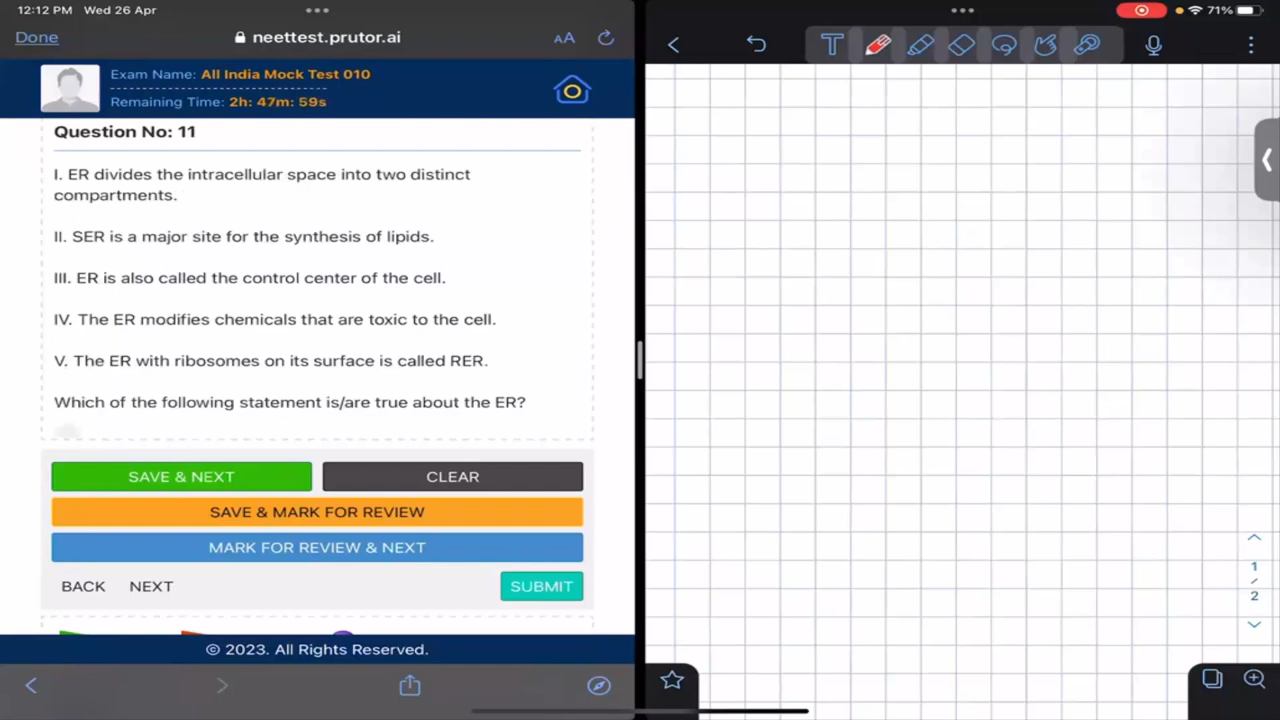 12:12 PM Wed 26 Apr
71%
Done
neettest.prutor.ai
AA
Exam Name: All India Mock Test 010
Remaining Time: 2h: 47m: 59s
Question No: 11
I. ER divides the intracellular space into two distinct
compartments.
II. SER is a major site for the synthesis of lipids.
III. ER is also called the control center of the cell.
IV. The ER modifies chemicals that are toxic to the cell.
V. The ER with ribosomes on its surface is called RER.
Which of the following statement is/are true about the ER?
SAVE & NEXT
CLEAR
SAVE & MARK FOR REVIEW
MARK FOR REVIEW & NEXT
BACK NEXT
SUBMIT
© 2023. All Rights Reserved.
T
1
/
2